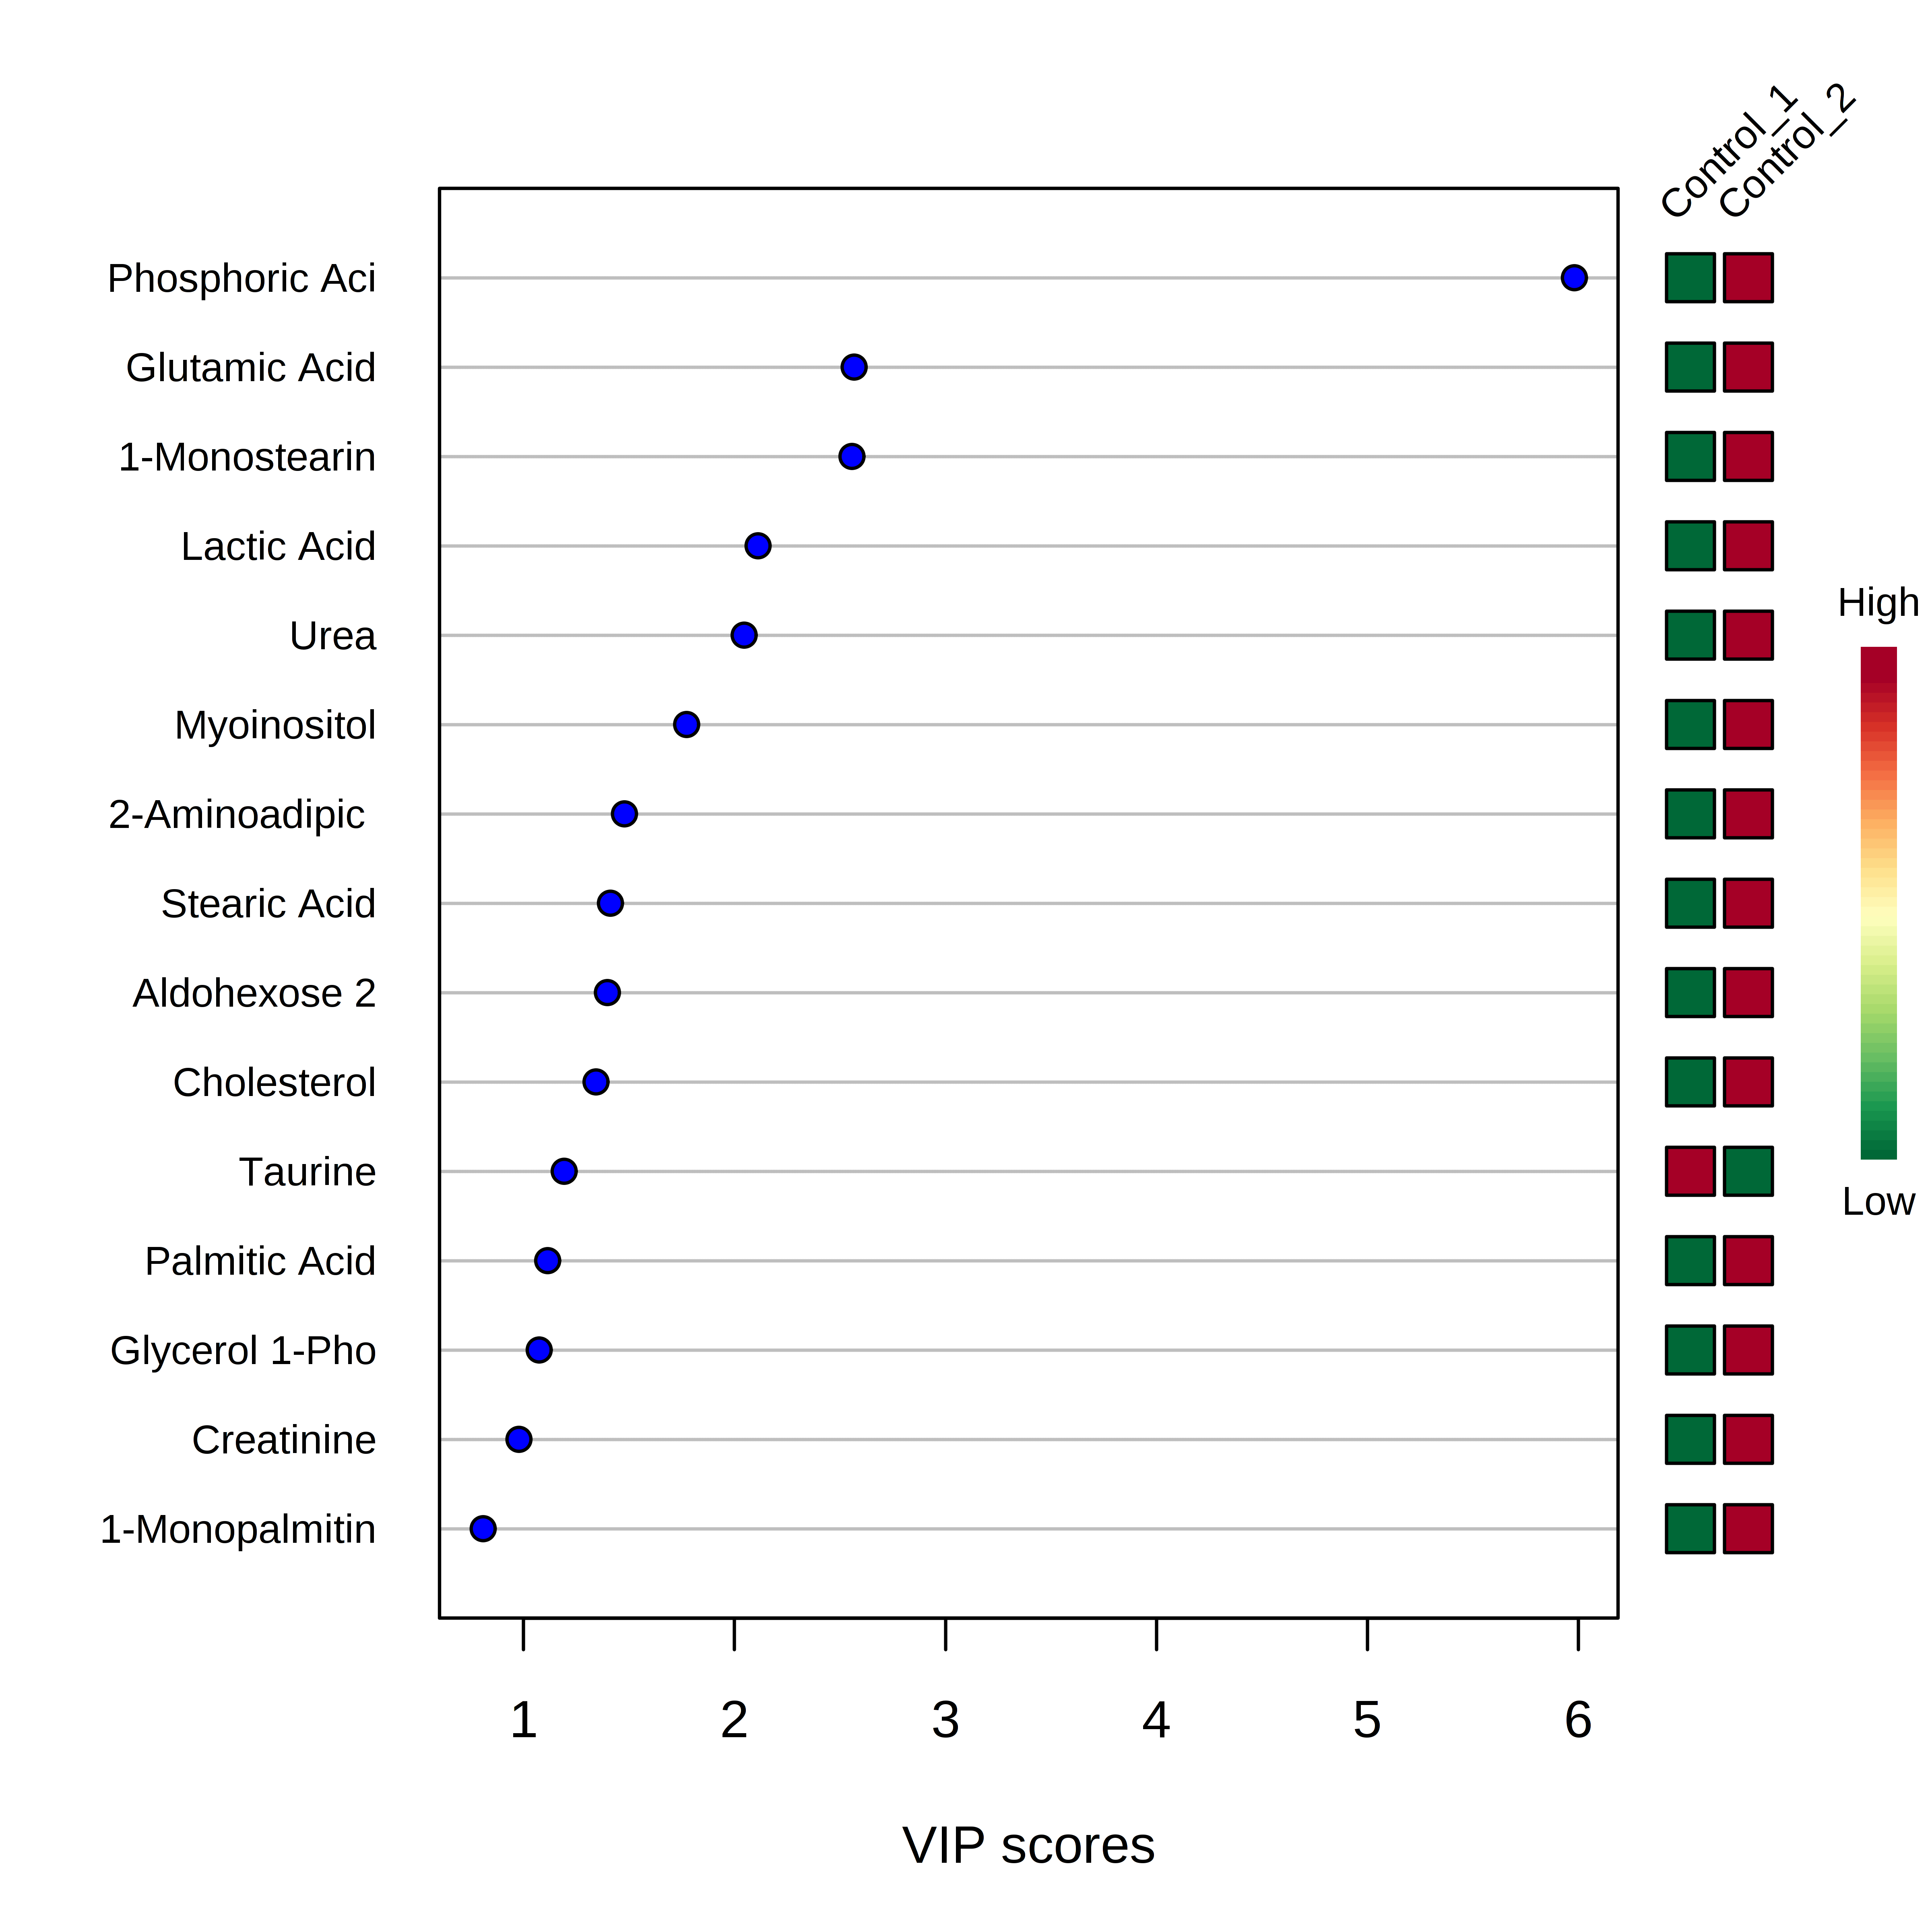 Control_1
Control_2
Phosphoric Aci
Glutamic Acid
1-Monostearin
Lactic Acid
Urea
Myoinositol
2-Aminoadipic
Stearic Acid
Aldohexose 2
Cholesterol
Taurine
Palmitic Acid
Glycerol 1-Pho
Creatinine
1-Monopalmitin
High
Low
1 2 3 4 5 6
VIP scores